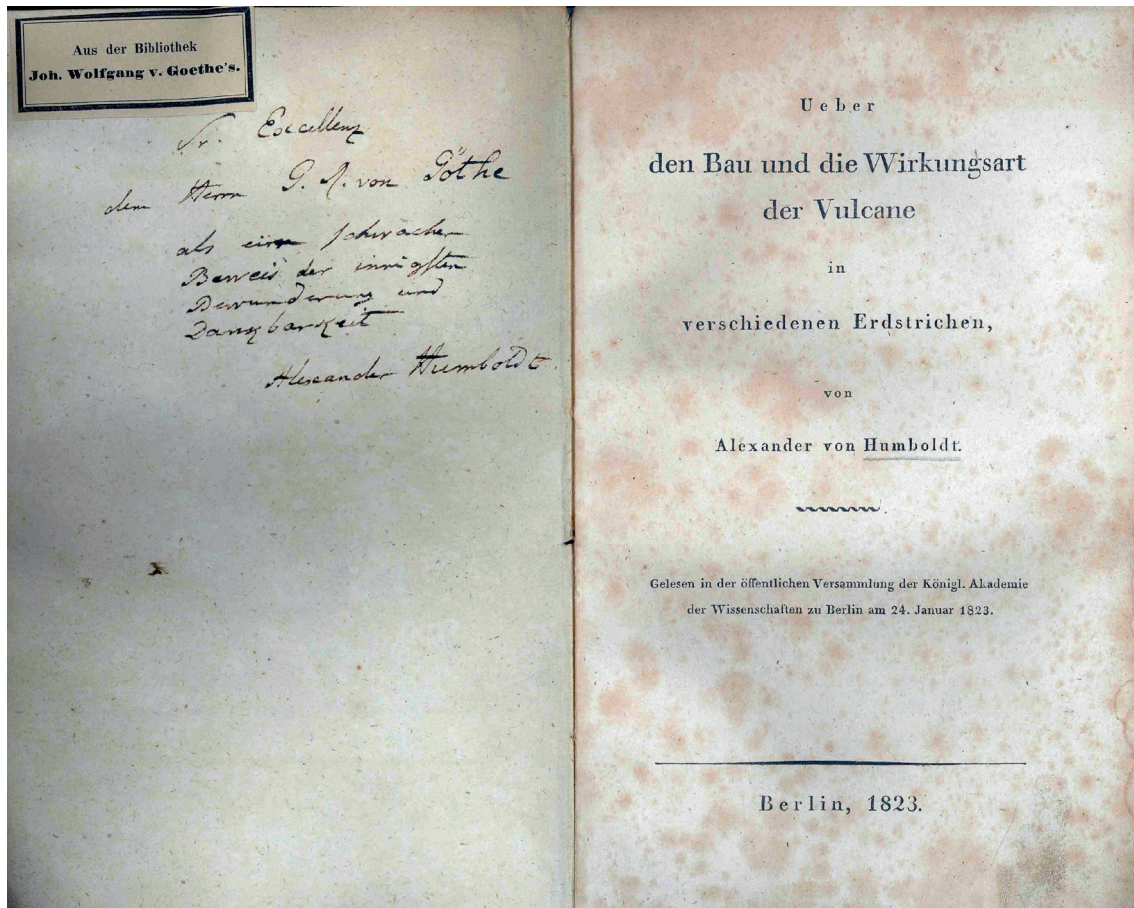 Aus der Bibliothek
Joh. Wolfgang v. Goethe's.
Sr. Excellenz
dem Herrn G. R. von Göthe
als ein schwacher
Beweis der innigsten
Bewunderung und
Dankbarkeit
Alexander Humboldt.
Ueber
den Bau und die Wirkungsart
der Vulcane
in
verschiedenen Erdstrichen,
von
Alexander von Humboldt.
Gelesen in der öffentlichen Versammlung der Königl. Akademie
der Wissenschaften zu Berlin am 24. Januar 1823.
Berlin, 1823.